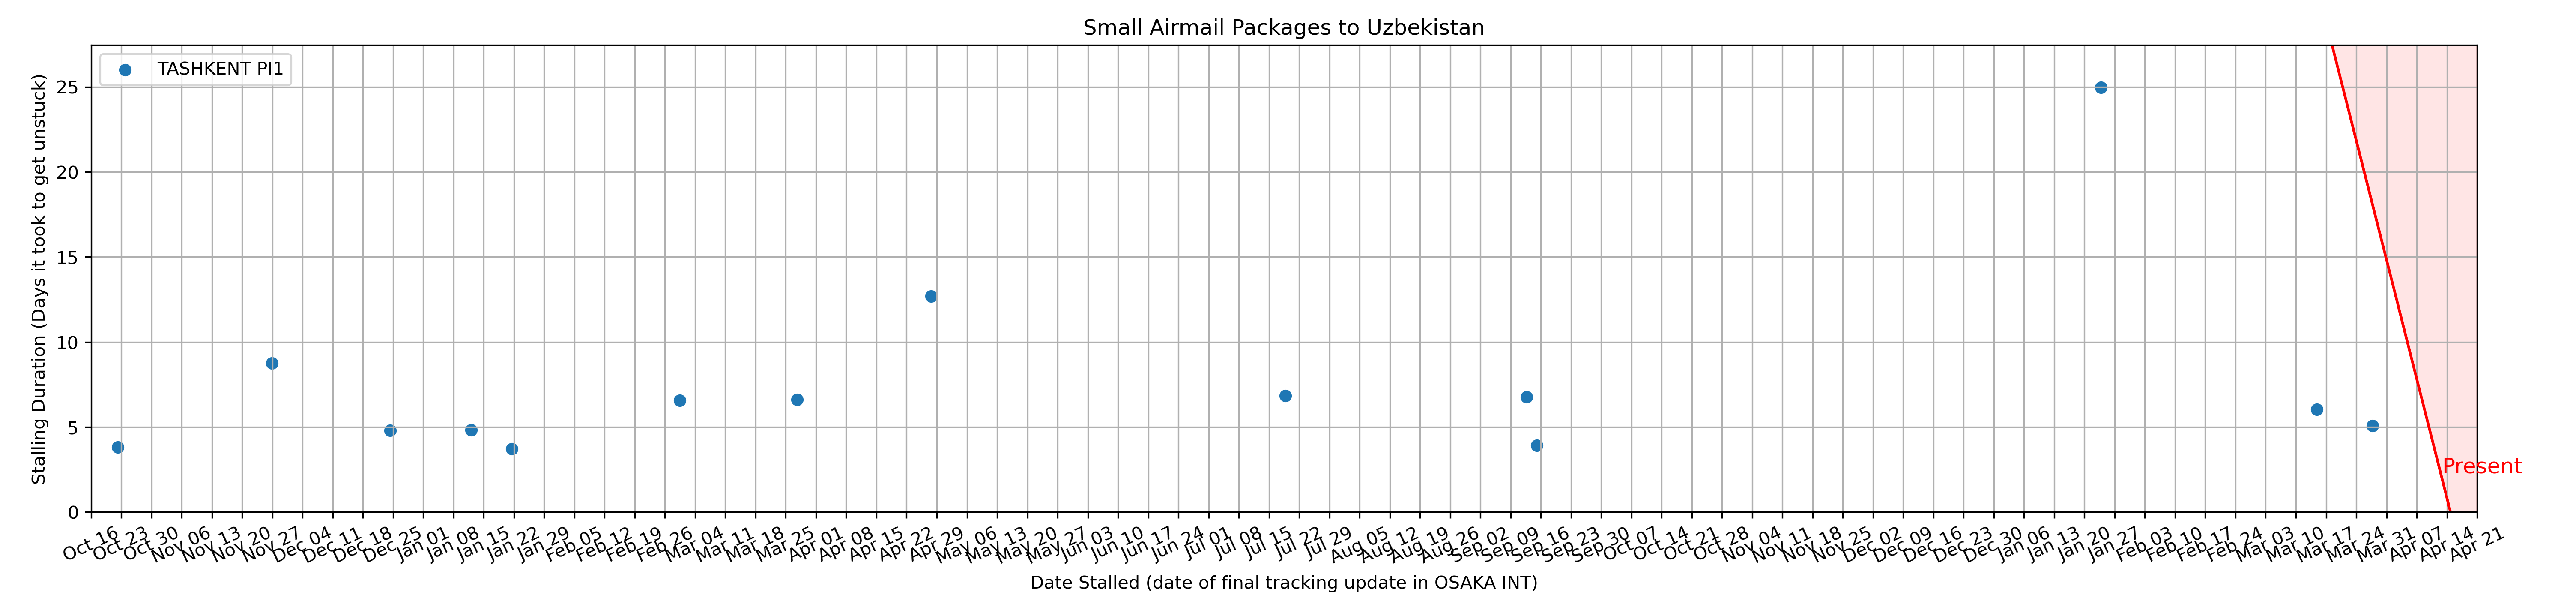 Small Airmail Packages to Uzbekistan
TASHKENT PI1
Stalling Duration (Days it took to get unstuck)
25
20
15
10
5
0
Present
Oct 16
Oct 23
Oct 30
Nov 06
Nov 13
Nov 20
Nov 27
Dec 04
Dec 11
Dec 18
Dec 25
Jan 01
Jan 08
Jan 15
Jan 22
Jan 29
Feb 05
Feb 12
Feb 19
Feb 26
Mar 04
Mar 11
Mar 18
Mar 25
Apr 01
Apr 08
Apr 15
Apr 22
Apr 29
May 06
May 13
May 20
May 27
Jun 03
Jun 10
Jun 17
Jun 24
Jul 01
Jul 08
Jul 15
Jul 22
Jul 29
Aug 05
Aug 12
Aug 19
Aug 26
Sep 02
Sep 09
Sep 16
Sep 23
Sep 30
Oct 07
Oct 14
Oct 21
Oct 28
Nov 04
Nov 11
Nov 18
Nov 25
Dec 02
Dec 09
Dec 16
Dec 23
Dec 30
Jan 06
Jan 13
Jan 20
Jan 27
Feb 03
Feb 10
Feb 17
Feb 24
Mar 03
Mar 10
Mar 17
Mar 24
Mar 31
Apr 07
Apr 14
Apr 21
Date Stalled (date of final tracking update in OSAKA INT)